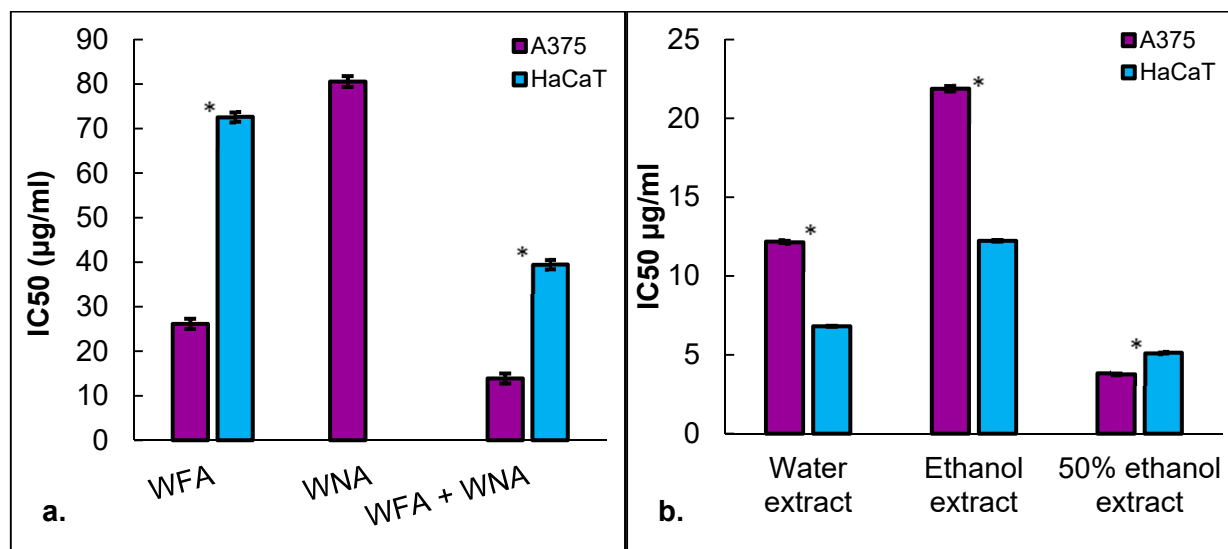 90
80
70
60
50
40
30
20
10
0
IC50 (µg/ml)
A375
HaCaT
*
*
WFA
WNA
WFA + WNA
a.
25
20
15
10
5
0
IC50 µg/ml
A375
HaCaT
*
*
*
Water
extract
Ethanol
extract
50% ethanol
extract
b.